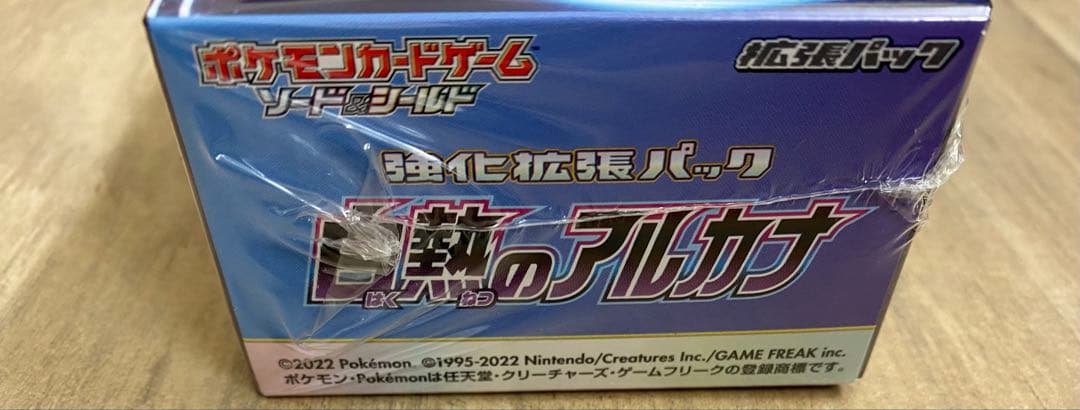 ポケモンカードゲーム 拡張パック
ソード&シールド
強化拡張パック
白熱のアルカナ
はく ねつ
©2022 Pokémon ©1995-2022 Nintendo/Creatures Inc./GAME FREAK inc.
ポケモン・Pokémonは任天堂・クリーチャーズ・ゲームフリークの登録商標です。